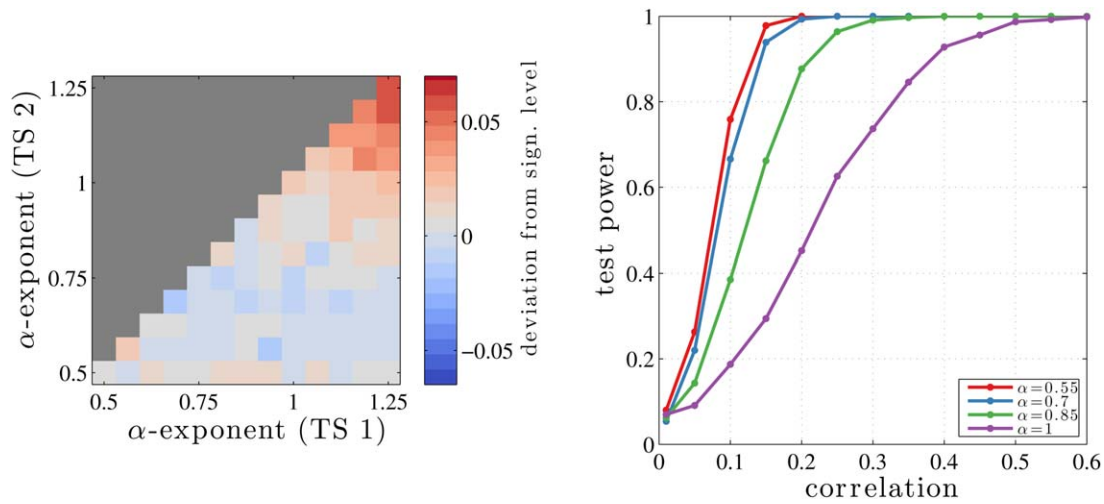 1.25
1
0.75
0.5
α-exponent (TS 2)
0.5 0.75 1 1.25
α-exponent (TS 1)
0.05
0
−0.05
deviation from sign. level
1
0.8
0.6
0.4
0.2
0
test power
0 0.1 0.2 0.3 0.4 0.5 0.6
correlation
α=0.55
α=0.7
α=0.85
α=1